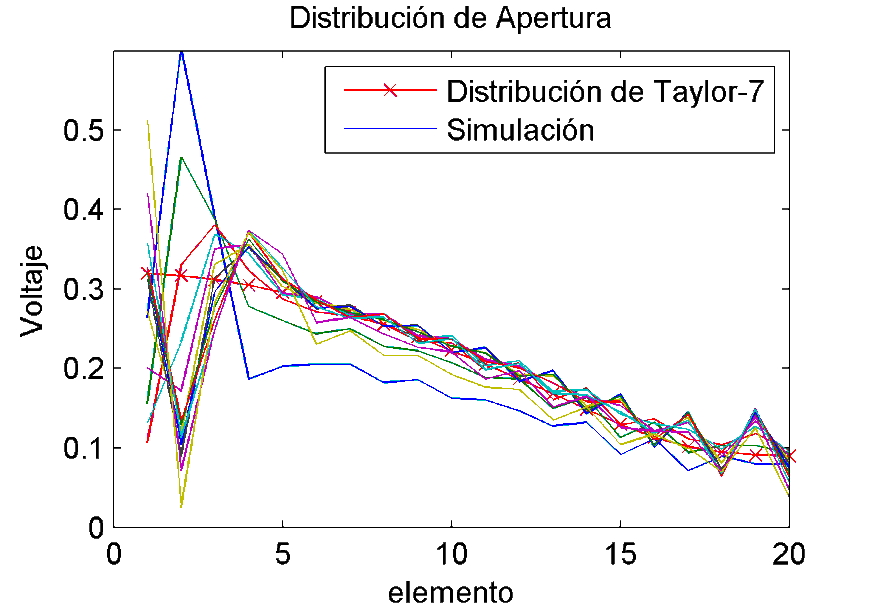 Distribución de Apertura
Distribución de Taylor-7
Simulación
Voltaje
0.5
0.4
0.3
0.2
0.1
0
0 5 10 15 20
elemento